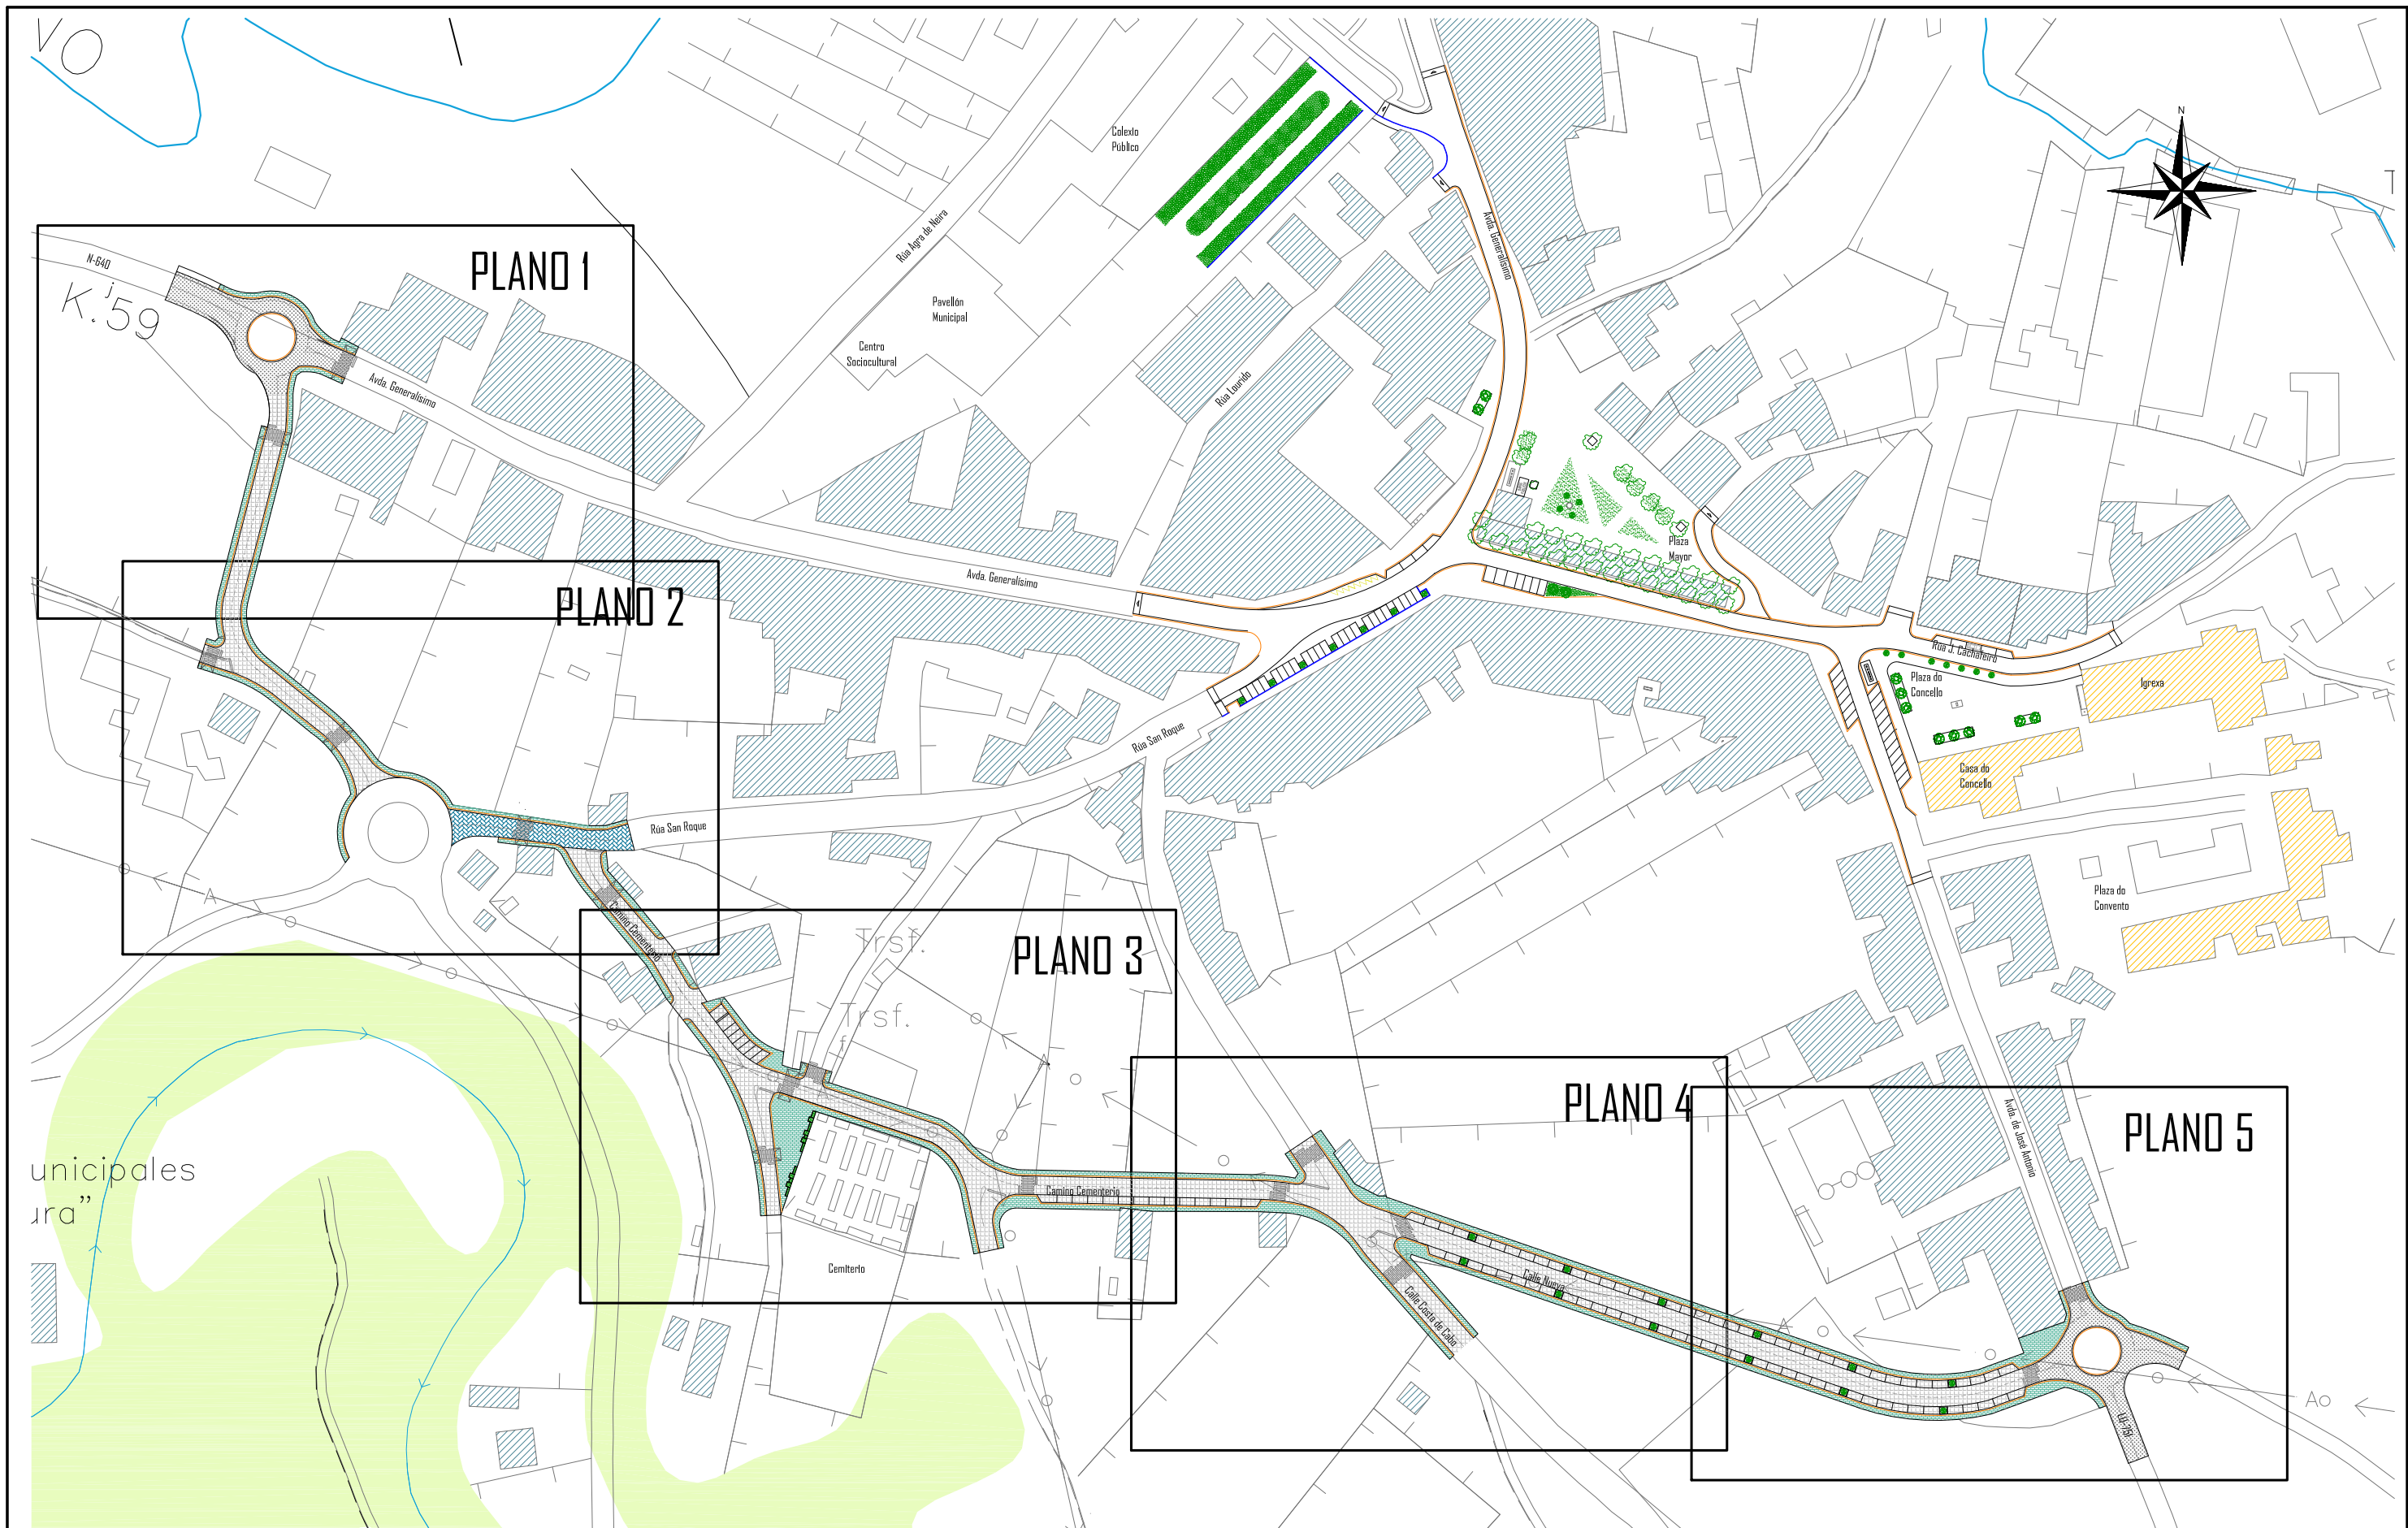 VO
N
T
Colexio
Público
N-640
K.59
PLANO 1
Rúa Agra de Neira
Avda. Generalísimo
Pavellón
Municipal
Centro
Sociocultural
Avda. Generalísimo
Rúa Lourido
Avda. Generalísimo
Plaza
Mayor
PLANO 2
Rúa J. Cachafeiro
Plaza do
Concello
Igrexa
Rúa San Roque
Casa do
Concello
Rúa San Roque
A
Plaza do
Convento
Camino Cementerio
Trsf.
PLANO 3
Trsf.
f
A
PLANO 4
PLANO 5
Avda. de José Antonio
unicipales
ura”
Camino Cementerio
Cemiterio
Calle Nueva
Calle Costa de Cabo
A
Ao
LU-751